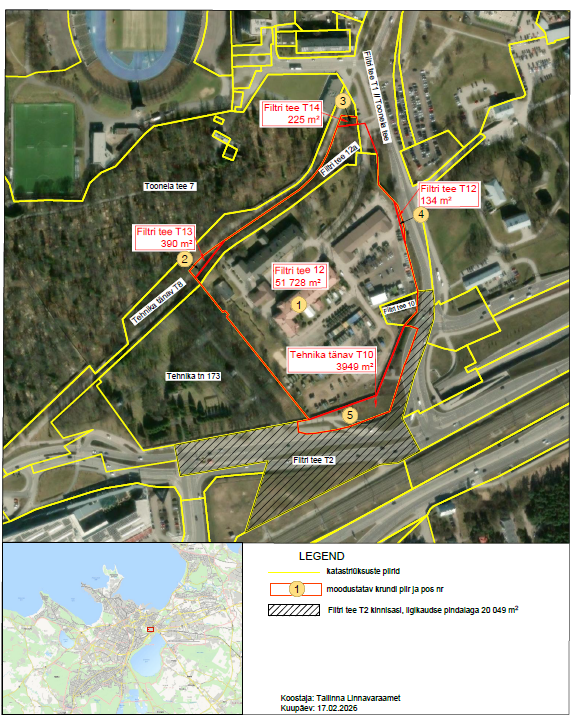 Filtri tee T1 // Toonela tee
3
Filtri tee T14
225 m²
Filtri tee 12a
Toonela tee 7
Filtri tee T12
134 m²
4
Filtri tee T13
390 m²
2
Filtri tee 12
51 728 m²
1
Tehnika tänav T8
Filtri tee 10
Tehnika tänav T10
3949 m²
Tehnika tn 173
5
Filtri tee T2
LEGEND
katastriüksuste piirid
1
moodustatav krundi piir ja pos nr
Filtri tee T2 kinnisasi, ligikaudse pindalaga 20 049 m²
Koostaja: Tallinna Linnavaraamet
Kuupäev: 17.02.2026